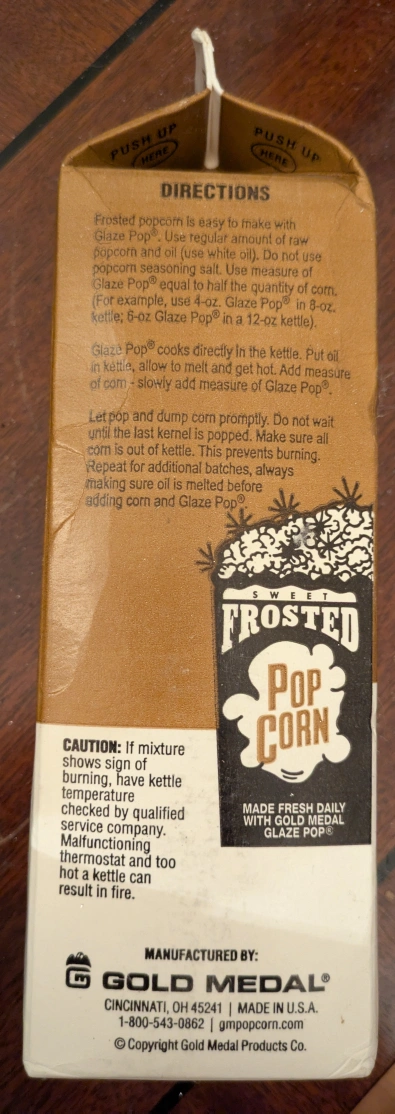 PUSH UP
HERE
PUSH UP
HERE
DIRECTIONS
Frosted popcorn is easy to make with
Glaze Pop®. Use regular amount of raw
popcorn and oil (use white oil). Do not use
popcorn seasoning salt. Use measure of
Glaze Pop® equal to half the quantity of corn.
(For example, use 4-oz. Glaze Pop® in 8-oz.
kettle; 6-oz Glaze Pop® in a 12-oz kettle).
Glaze Pop® cooks directly in the kettle. Put oil
in kettle, allow to melt and get hot. Add measure
of corn - slowly add measure of Glaze Pop®.
Let pop and dump corn promptly. Do not wait
until the last kernel is popped. Make sure all
corn is out of kettle. This prevents burning.
Repeat for additional batches, always
making sure oil is melted before
adding corn and Glaze Pop®.
SWEET
FROSTED
POP
CORN
MADE FRESH DAILY
WITH GOLD MEDAL
GLAZE POP®
CAUTION: If mixture
shows sign of
burning, have kettle
temperature
checked by qualified
service company.
Malfunctioning
thermostat and too
hot a kettle can
result in fire.
MANUFACTURED BY:
GOLD MEDAL®
CINCINNATI, OH 45241 | MADE IN U.S.A.
1-800-543-0862 | gmpopcorn.com
© Copyright Gold Medal Products Co.